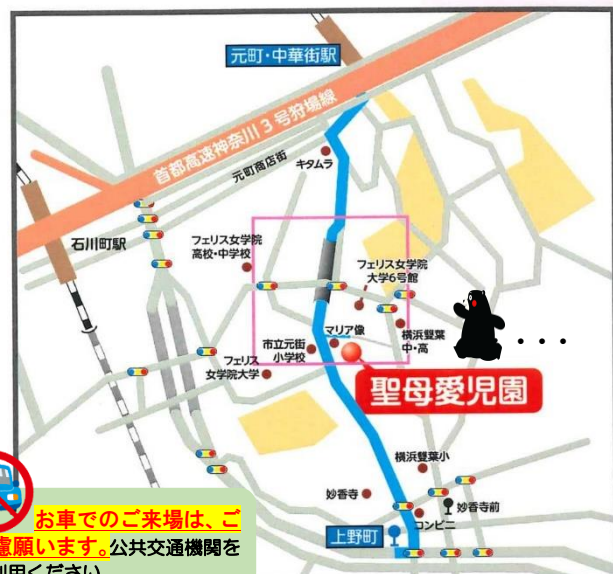 元町・中華街駅
首都高速神奈川3号狩場線
元町商店街
キタムラ
石川町駅
フェリス女学院
高校・中学校
フェリス女学院
大学6号館
マリア像
横浜雙葉
中・高
市立元街
小学校
フェリス
女学院大学
聖母愛児園
・・・
横浜雙葉小
妙香寺
妙香寺前
コンビニ
上野町
お車でのご来場は、ご
慮願います。公共交通機関を
利用ください